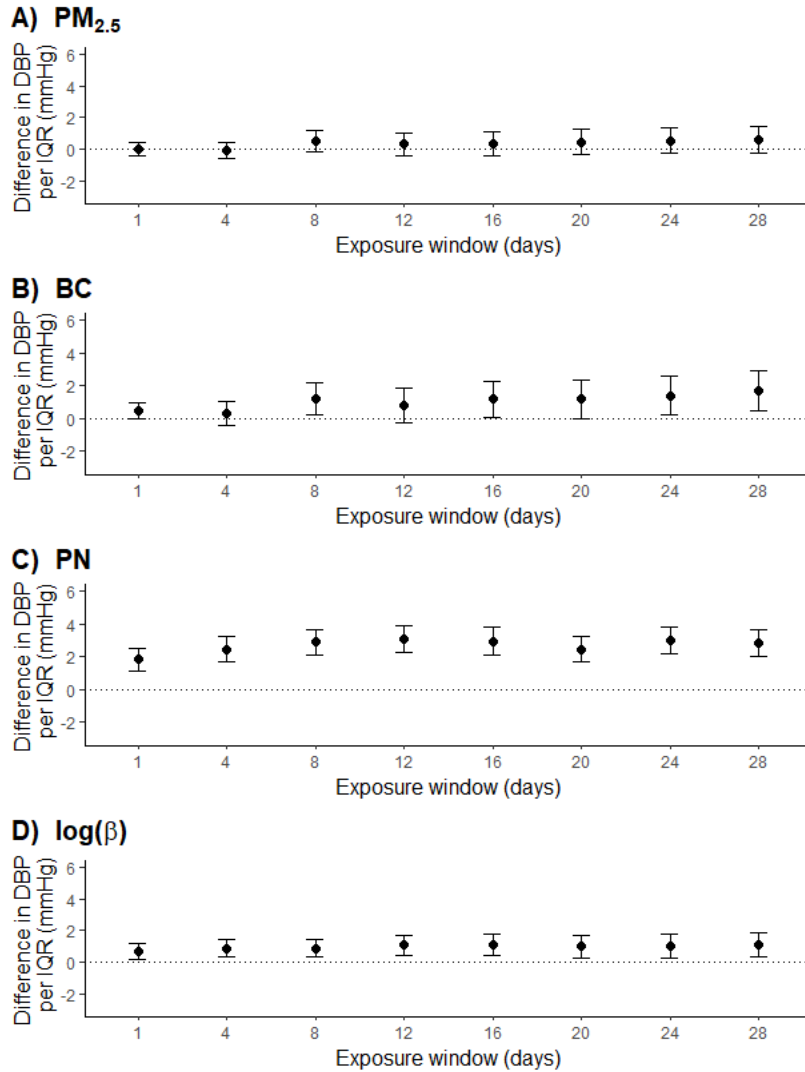 A) PM2.5
Difference in DBP
per IQR (mmHg)
6
4
2
0
-2
1 4 8 12 16 20 24 28
Exposure window (days)
B) BC
Difference in DBP
per IQR (mmHg)
6
4
2
0
-2
1 4 8 12 16 20 24 28
Exposure window (days)
C) PN
Difference in DBP
per IQR (mmHg)
6
4
2
0
-2
1 4 8 12 16 20 24 28
Exposure window (days)
D) log(β)
Difference in DBP
per IQR (mmHg)
6
4
2
0
-2
1 4 8 12 16 20 24 28
Exposure window (days)